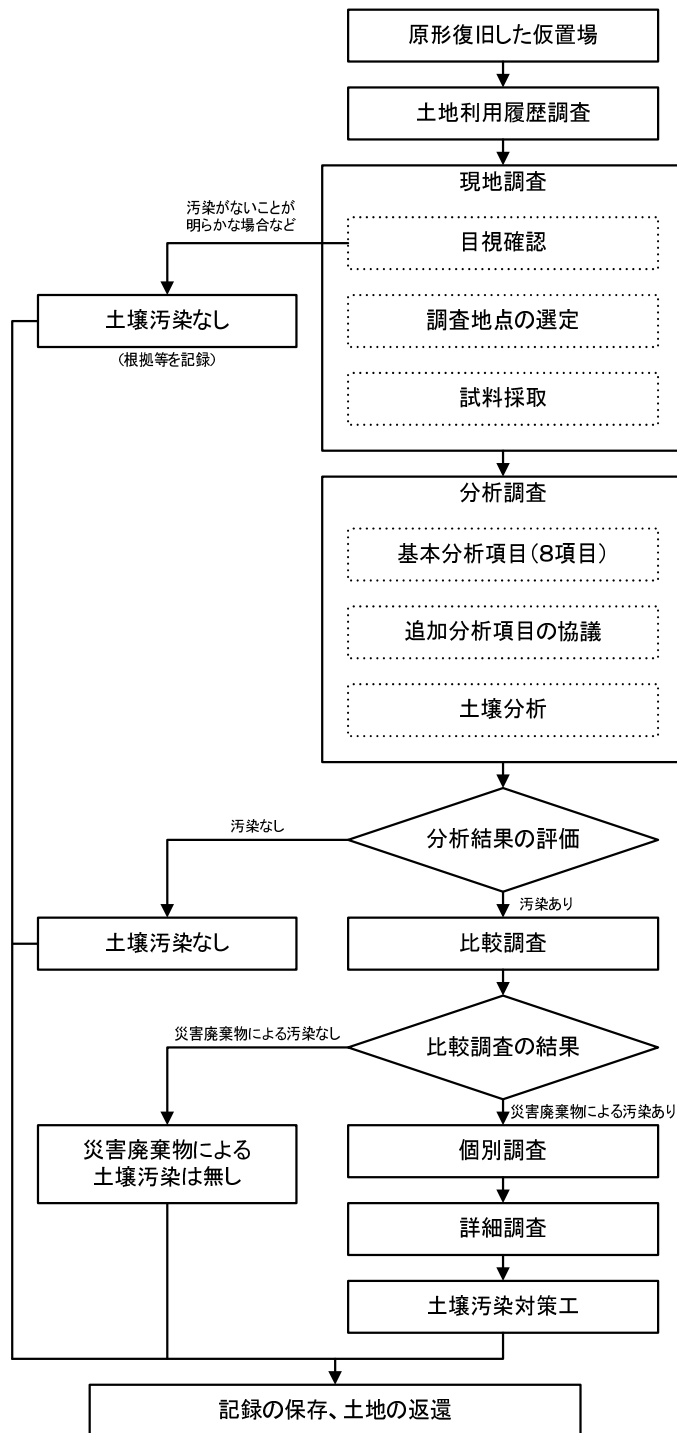 原形復旧した仮置場
土地利用履歴調査
現地調査
汚染がないことが
明らかな場合など
目視確認
土壌汚染なし
(根拠等を記録)
調査地点の選定
試料採取
分析調査
基本分析項目(8項目)
追加分析項目の協議
土壌分析
汚染なし
分析結果の評価
汚染あり
土壌汚染なし
比較調査
災害廃棄物による汚染なし
比較調査の結果
災害廃棄物による汚染あり
災害廃棄物による
土壌汚染は無し
個別調査
詳細調査
土壌汚染対策工
記録の保存、土地の返還